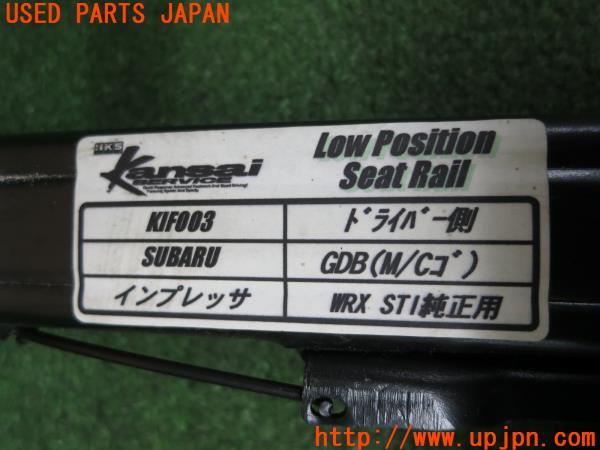 USED PARTS JAPAN
HKS
Kansai
SERVICE
Low Position
Seat Rail
KIF003
ドライバー側
SUBARU
GDB(M/Cゴ)
インプレッサ
WRX STI純正用
http://www.upjpn.com/